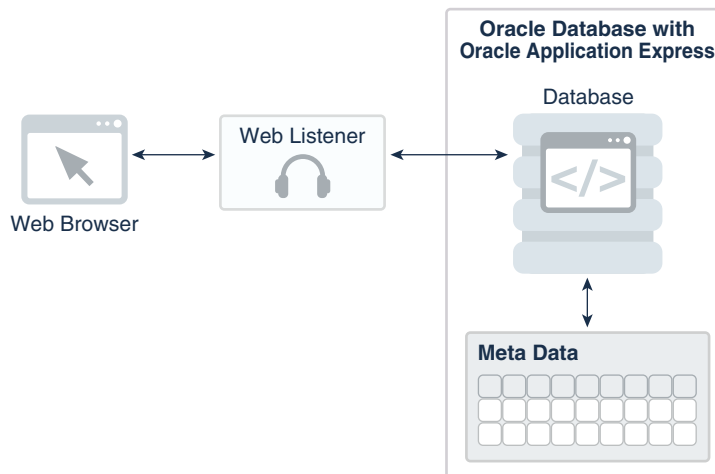 Oracle Database with
Oracle Application Express
Database
Web Listener
</>
Web Browser
Meta Data